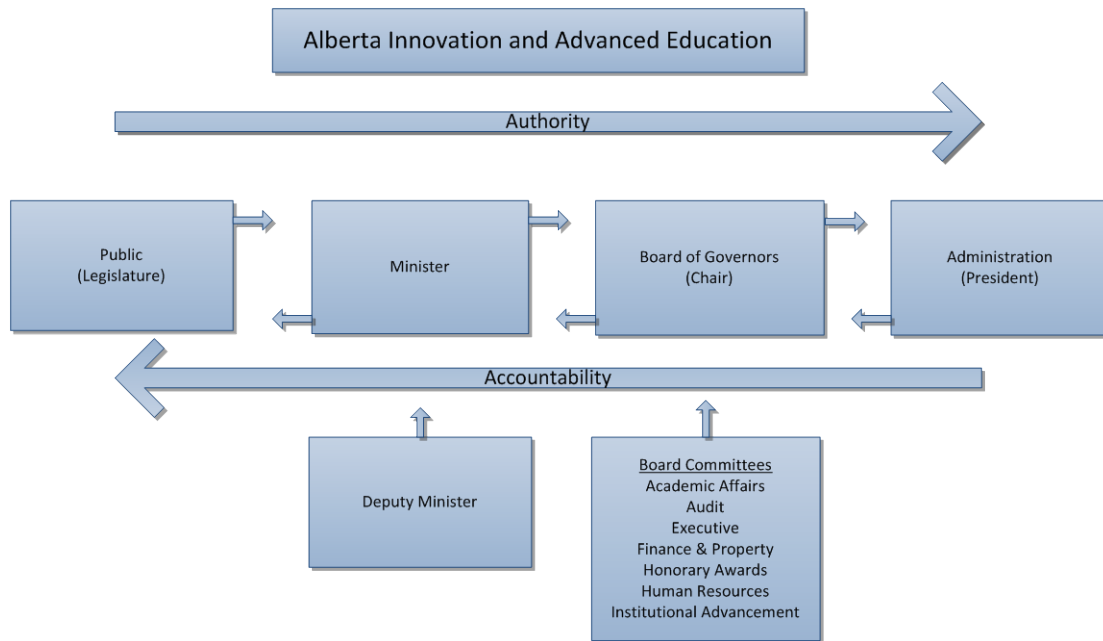 Alberta Innovation and Advanced Education
Authority
Public
(Legislature)
Minister
Board of Governors
(Chair)
Administration
(President)
Accountability
Deputy Minister
Board Committees
Academic Affairs
Audit
Executive
Finance & Property
Honorary Awards
Human Resources
Institutional Advancement